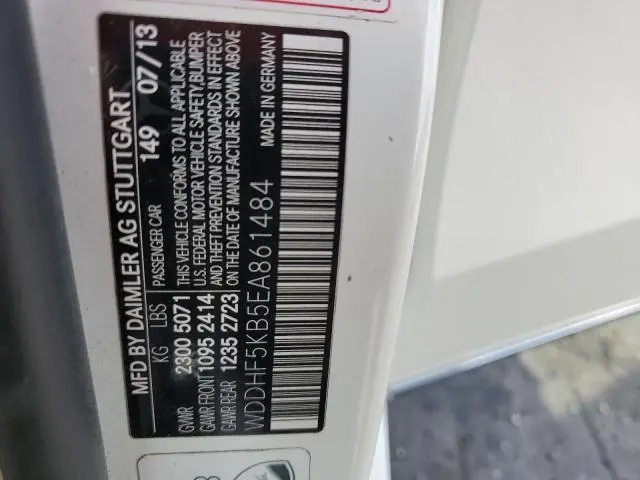 MFD BY DAIMLER AG STUTTGART
PASSENGER CAR 149 07/13
KG LBS
GVWR 2300 5071
GAWR FRONT 1095 2414
GAWR REAR 1235 2723
THIS VEHICLE CONFORMS TO ALL APPLICABLE
U.S. FEDERAL MOTOR VEHICLE SAFETY, BUMPER
AND THEFT PREVENTION STANDARDS IN EFFECT
ON THE DATE OF MANUFACTURE SHOWN ABOVE
MADE IN GERMANY
WDDHF5KB5EA861484